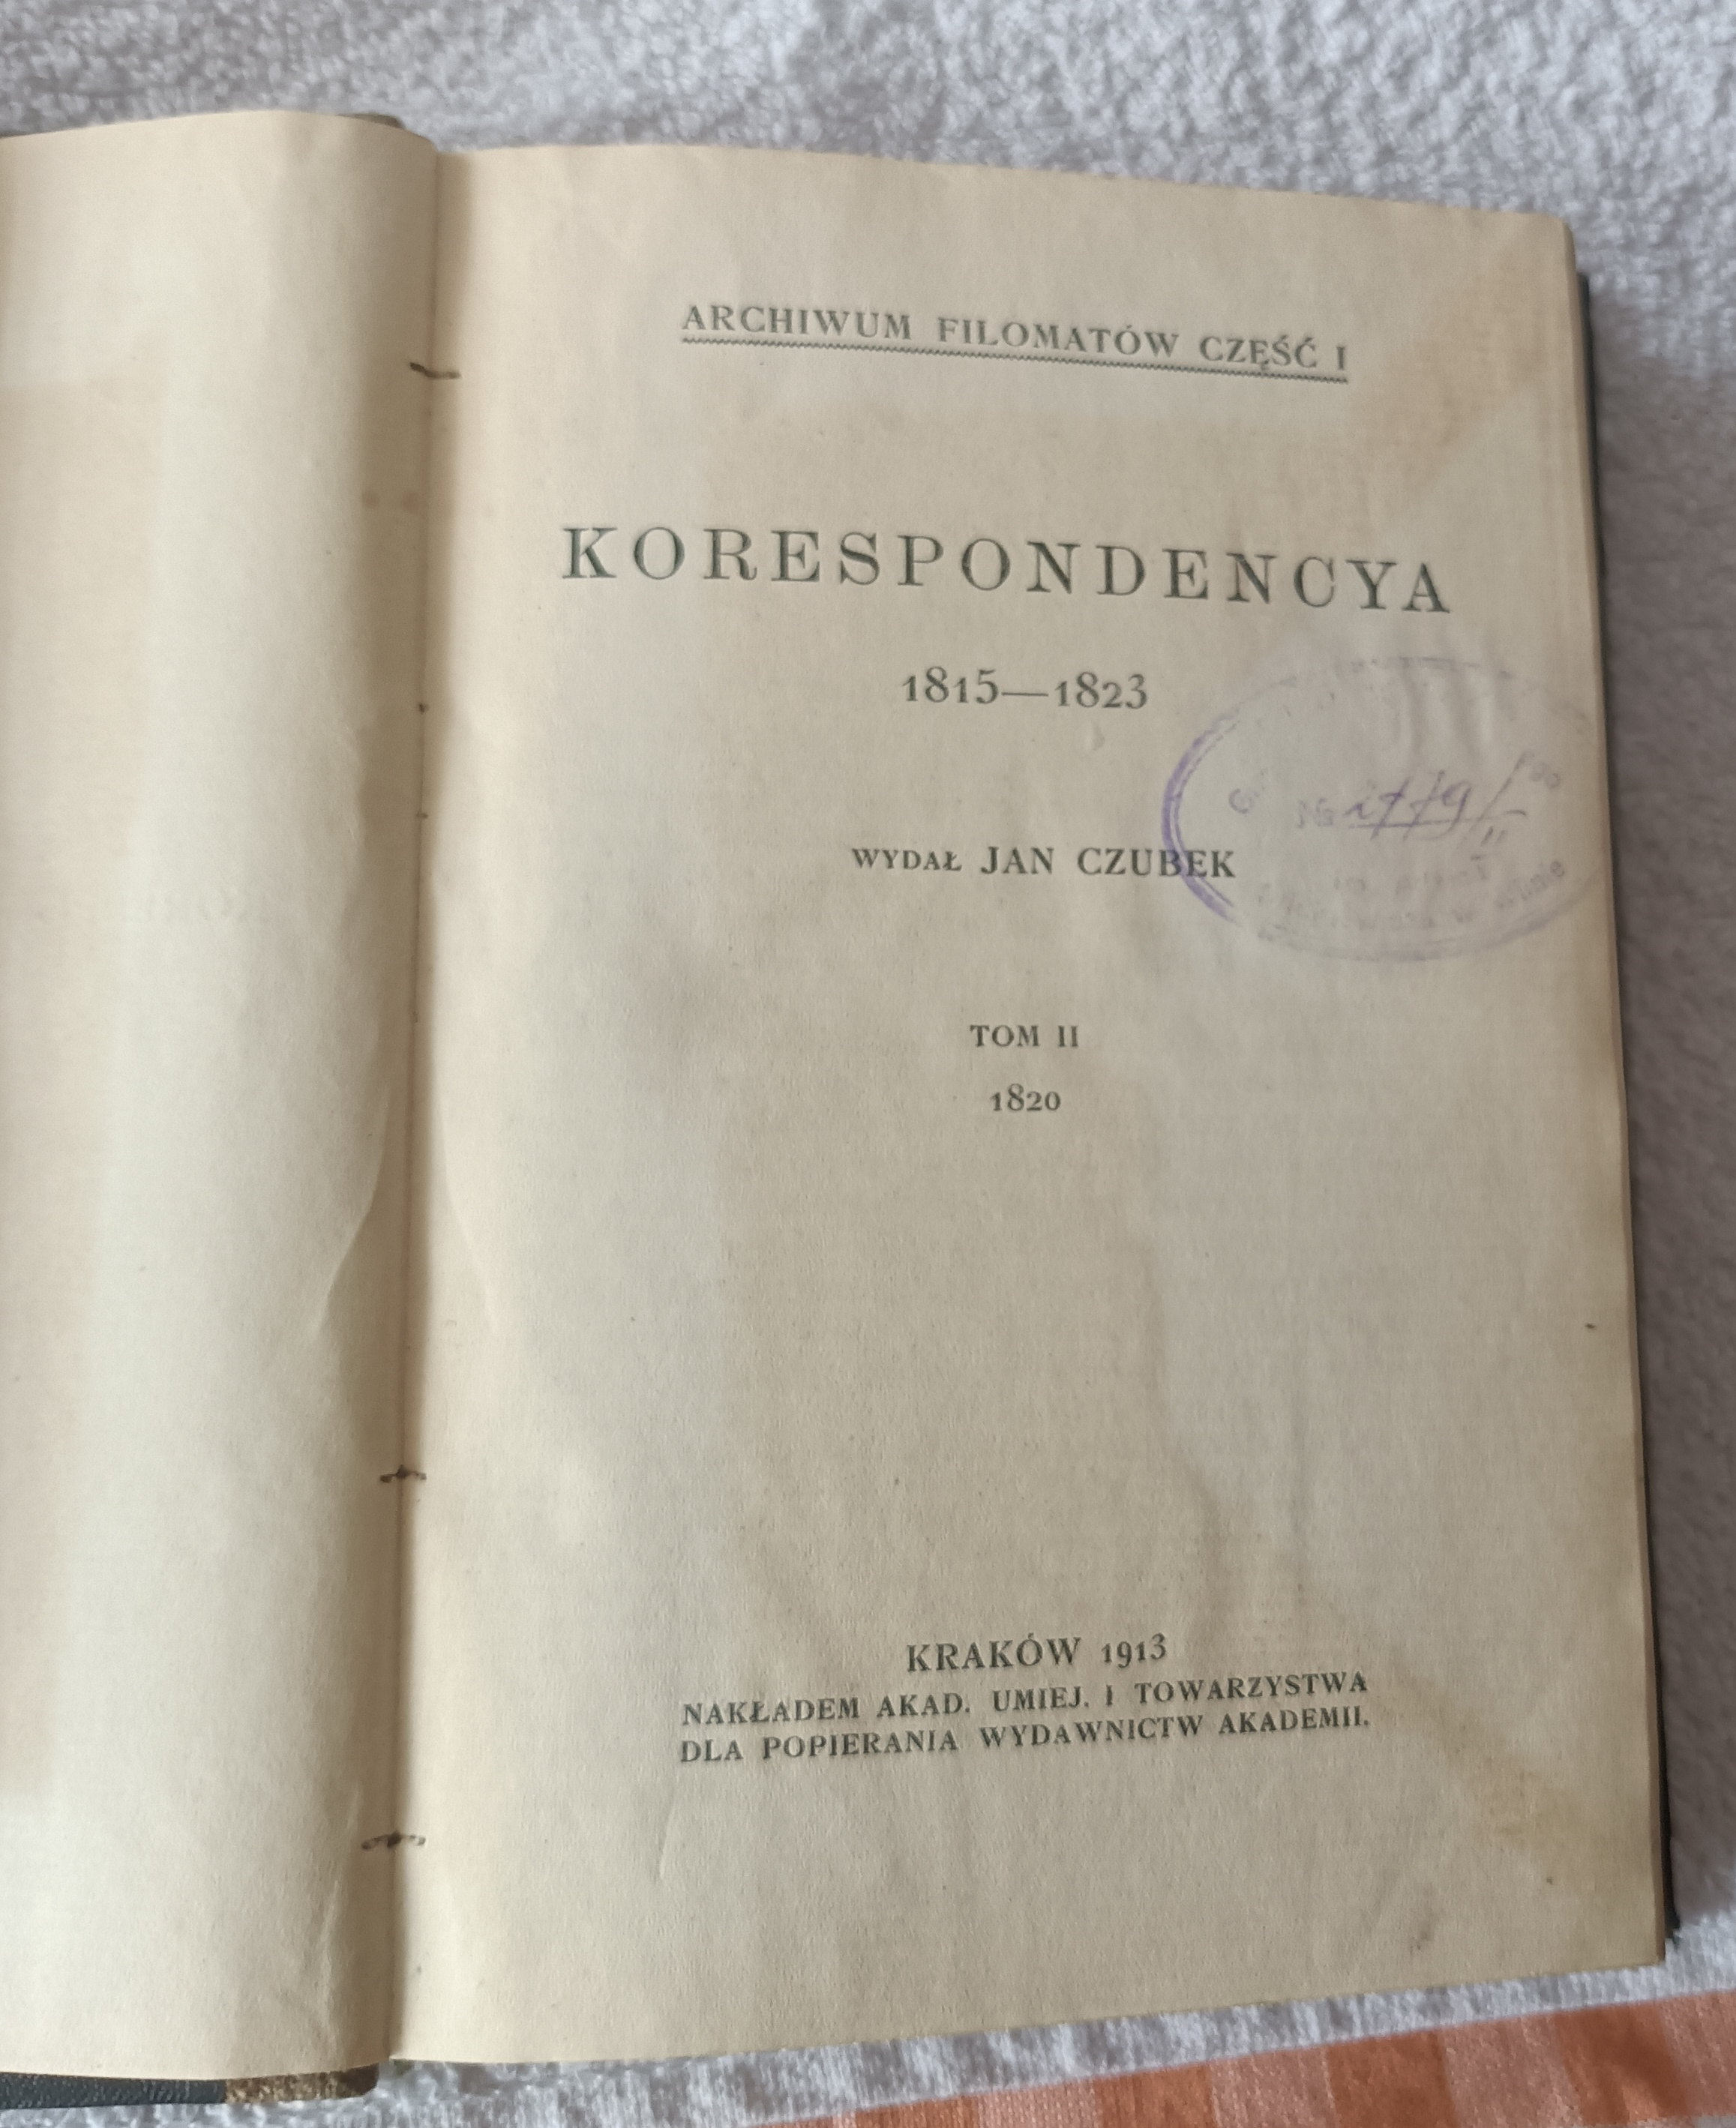 ARCHIWUM FILOMATÓW CZĘŚĆ I
KORESPONDENCYA
1815—1823
WYDAŁ JAN CZUBEK
TOM II
1820
KRAKÓW 1913
NAKŁADEM AKAD. UMIEJ. I TOWARZYSTWA
DLA POPIERANIA WYDAWNICTW AKADEMII.